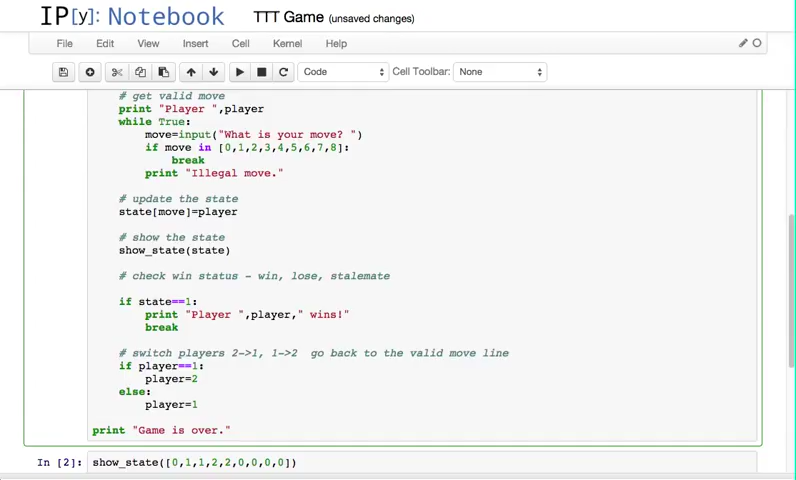 IP[y]: Notebook TTT Game (unsaved changes)
File Edit View Insert Cell Kernel Help
Code Cell Toolbar: None
# get valid move
print "Player ",player
while True:
move=input("What is your move? ")
if move in [0,1,2,3,4,5,6,7,8]:
break
print "Illegal move."
# update the state
state[move]=player
# show the state
show_state(state)
# check win status - win, lose, stalemate
if state==1:
print "Player ",player," wins!"
break
# switch players 2->1, 1->2 go back to the valid move line
if player==1:
player=2
else:
player=1
print "Game is over."
In [2]: show_state([0,1,1,2,2,0,0,0,0])